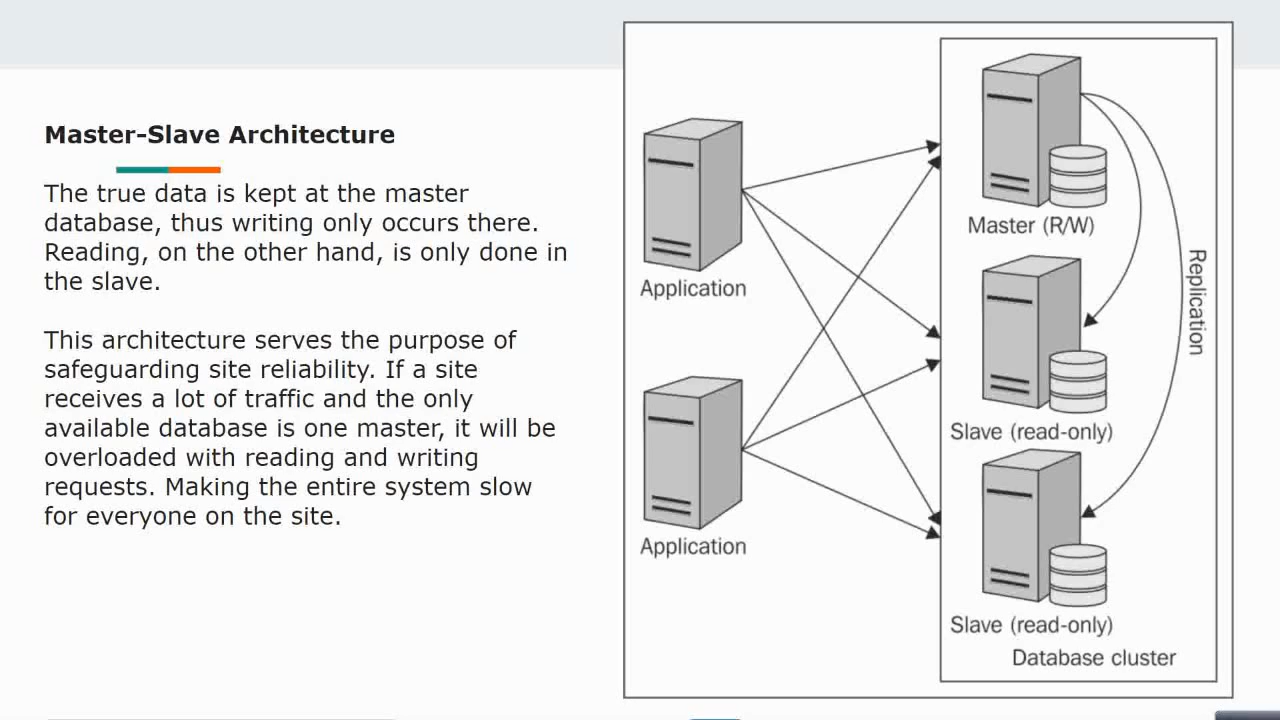 Master-Slave Architecture
The true data is kept at the master
database, thus writing only occurs there.
Reading, on the other hand, is only done in
the slave.
This architecture serves the purpose of
safeguarding site reliability. If a site
receives a lot of traffic and the only
available database is one master, it will be
overloaded with reading and writing
requests. Making the entire system slow
for everyone on the site.
Application
Application
Master (R/W)
Slave (read-only)
Slave (read-only)
Replication
Database cluster